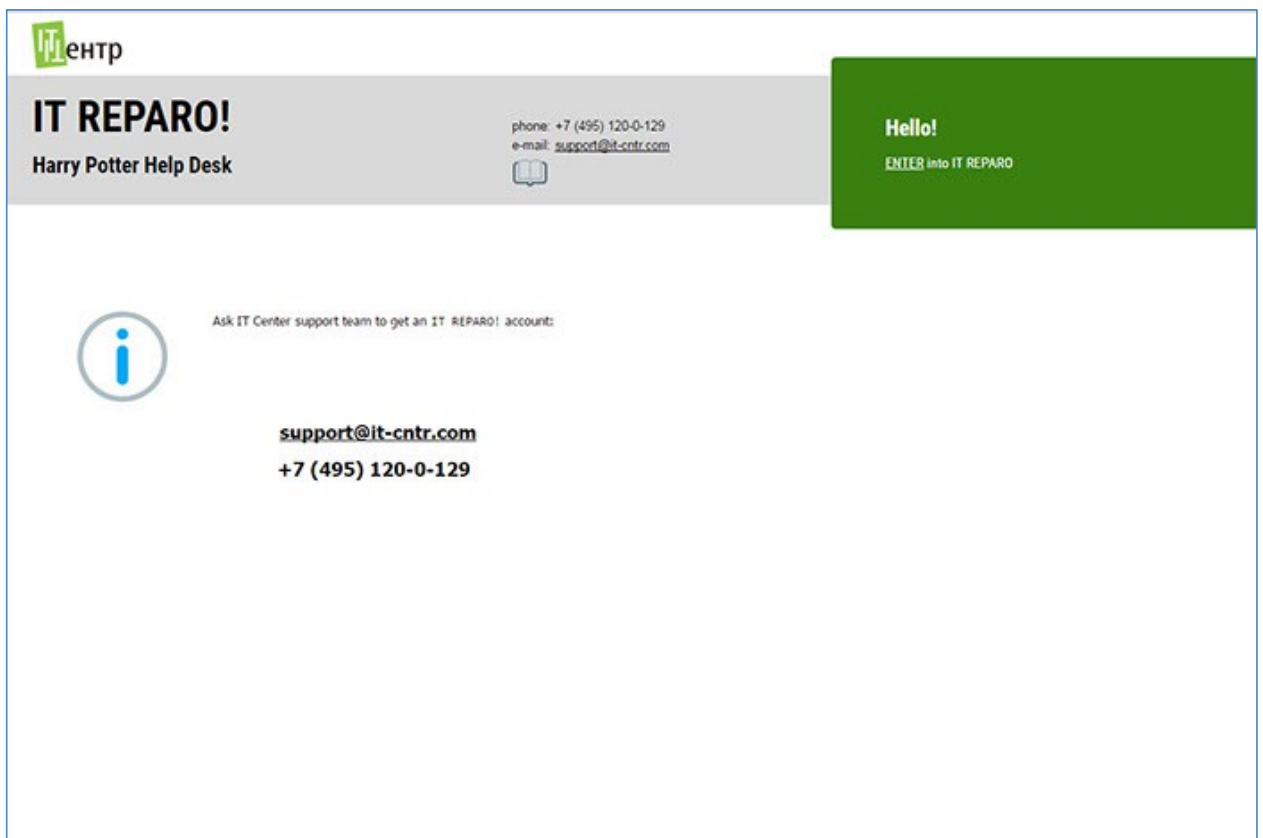 ITЦентр
IT REPARO!
Harry Potter Help Desk
phone: +7 (495) 120-0-129
e-mail: support@it-cntr.com
Hello!
ENTER into IT REPARO
Ask IT Center support team to get an IT REPARO! account:
support@it-cntr.com
+7 (495) 120-0-129